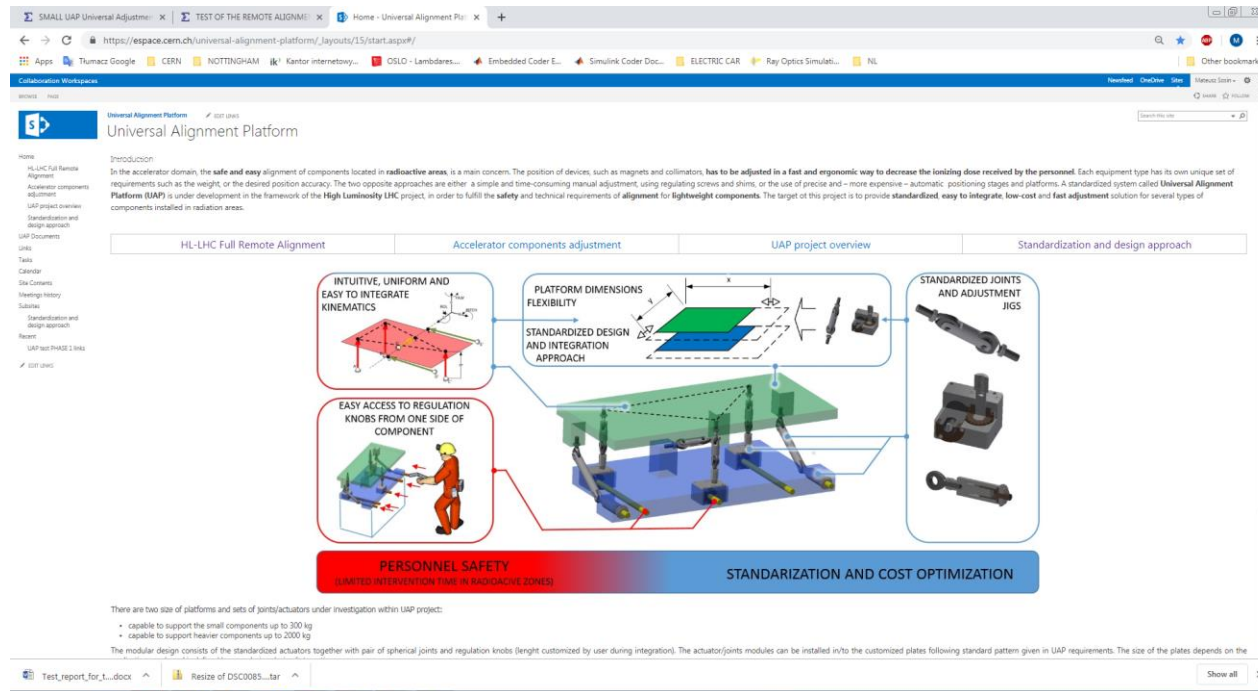 SMALL UAP Universal Adjustme
TEST OF THE REMOTE ALIGNME
Home - Universal Alignment Pla
https://espace.cern.ch/universal-alignment-platform/_layouts/15/start.aspx#/
Apps Tłumacz Google CERN NOTTINGHAM Kantor internetowy... OSLO - Lambdares... Embedded Coder E... Simulink Coder Doc... ELECTRIC CAR Ray Optics Simulati... NL Other bookmark
Collaboration Workspaces
Newsfeed OneDrive Sites Mateusz Sosin
BROWSE PAGE
SHARE FOLLOW
Universal Alignment Platform EDIT LINKS
Search this site
Universal Alignment Platform
Home
HL-LHC Full Remote
Alignment
Accelerator components
adjustment
UAP project overview
Standardization and
design approach
UAP Documents
Links
Tasks
Calendar
Site Contents
Meetings history
Subsites
Standardization and
design approach
Recent
UAP test PHASE 1 links
EDIT LINKS
Introduction
In the accelerator domain, the safe and easy alignment of components located in radioactive areas, is a main concern. The position of devices, such as magnets and collimators, has to be adjusted in a fast and ergonomic way to decrease the ionizing dose received by the personnel. Each equipment type has its own unique set of
requirements such as the weight, or the desired position accuracy. The two opposite approaches are either a simple and time-consuming manual adjustment, using regulating screws and shims, or the use of precise and – more expensive – automatic positioning stages and platforms. A standardized system called Universal Alignment
Platform (UAP) is under development in the framework of the High Luminosity LHC project, in order to fulfill the safety and technical requirements of alignment for lightweight components. The target ot this project is to provide standardized, easy to integrate, low-cost and fast adjustment solution for several types of
components installed in radiation areas.
HL-LHC Full Remote Alignment
Accelerator components adjustment
UAP project overview
Standardization and design approach
INTUITIVE, UNIFORM AND
EASY TO INTEGRATE
KINEMATICS
PLATFORM DIMENSIONS
FLEXIBILITY
X
Y
STANDARDIZED DESIGN
AND INTEGRATION
APPROACH
STANDARDIZED JOINTS
AND ADJUSTMENT
JIGS
EASY ACCESS TO REGULATION
KNOBS FROM ONE SIDE OF
COMPONENT
PERSONNEL SAFETY
(LIMITED INTERVENTION TIME IN RADIOACIVE ZONES)
STANDARIZATION AND COST OPTIMIZATION
There are two size of platforms and sets of joints/actuators under investigation within UAP project:
• capable to support the small components up to 300 kg
• capable to support heavier components up to 2000 kg
The modular design consists of the standardized actuators together with pair of spherical joints and regulation knobs (lenght customized by user during integration). The actuator/joints modules can be installed in/to the customized plates following standard pattern given in UAP requirements. The size of the plates depends on the
Test_report_for_t....docx
Resize of DSC0085....tar
Show all